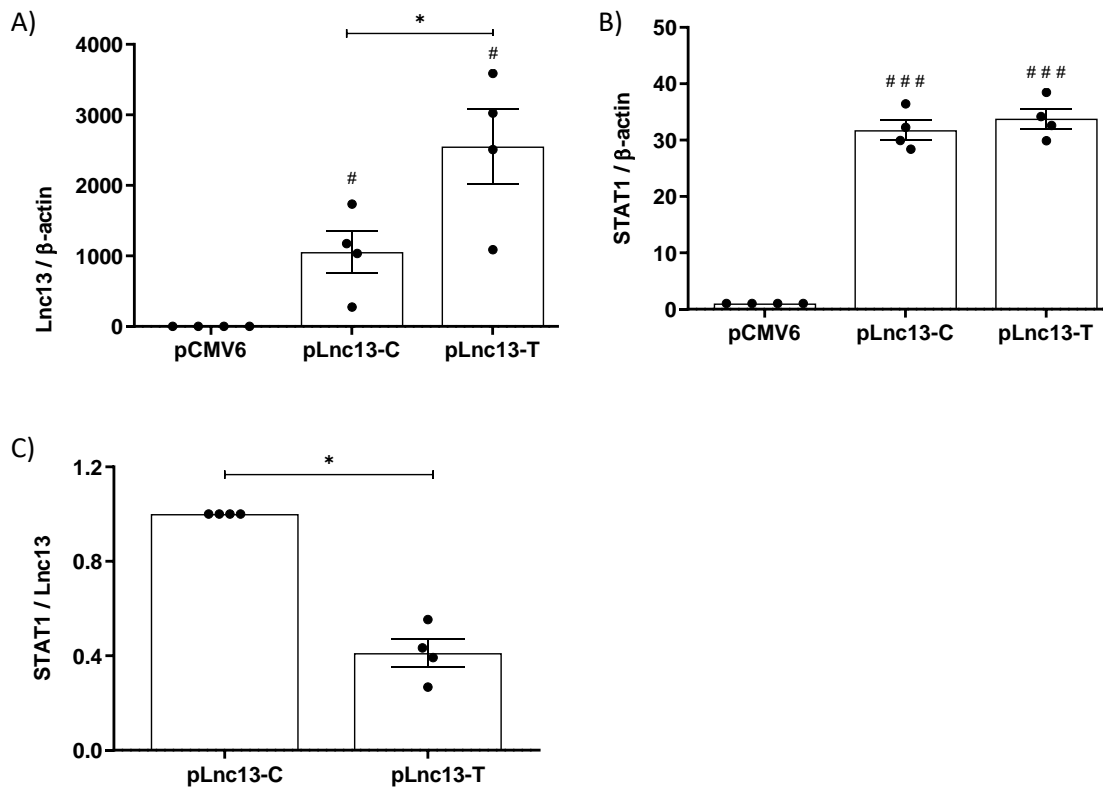 A)
*
#
#
4000
3000
2000
1000
0
Lnc13 / β-actin
pCMV6 pLnc13-C pLnc13-T
B)
# # #
# # #
50
40
30
20
10
0
STAT1 / β-actin
pCMV6 pLnc13-C pLnc13-T
C)
*
1.2
0.8
0.4
0.0
STAT1 / Lnc13
pLnc13-C pLnc13-T